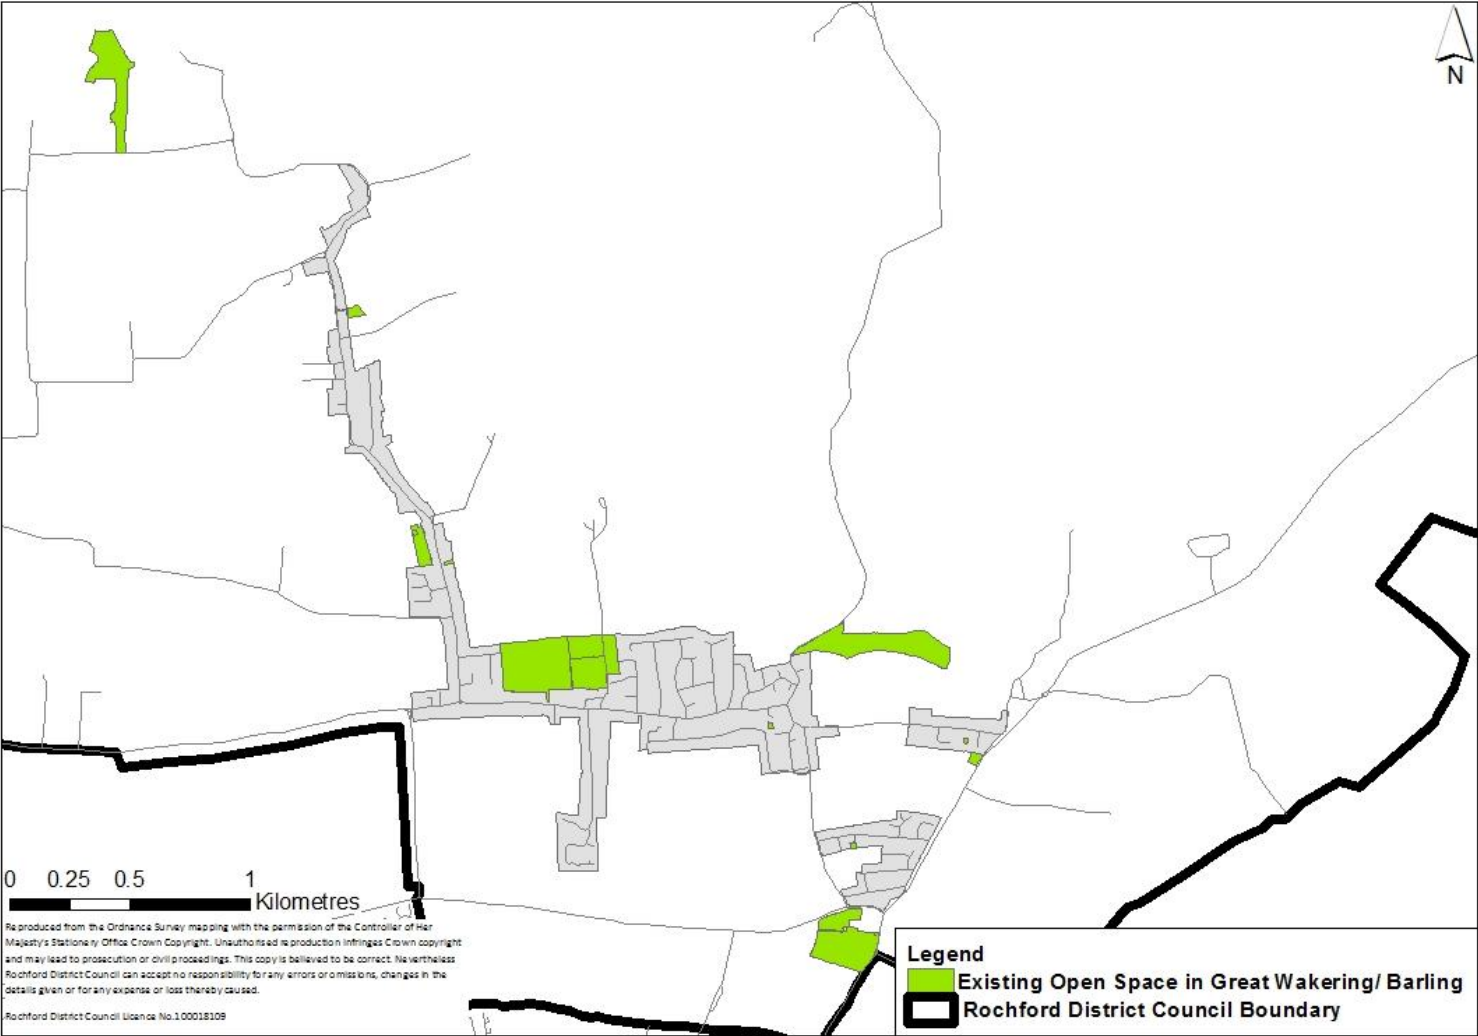 N
0 0.25 0.5 1
Kilometres
Reproduced from the Ordnance Survey mapping with the permission of the Controller of Her
Majesty's Stationery Office Crown Copyright. Unauthorised reproduction infringes Crown copyright
and may lead to prosecution or civil proceedings. This copy is believed to be correct. Nevertheless
Rochford District Council can accept no responsibility for any errors or omissions, changes in the
details given or for any expense or loss thereby caused.
Rochford District Council Licence No.100018109
Legend
Existing Open Space in Great Wakering/ Barling
Rochford District Council Boundary